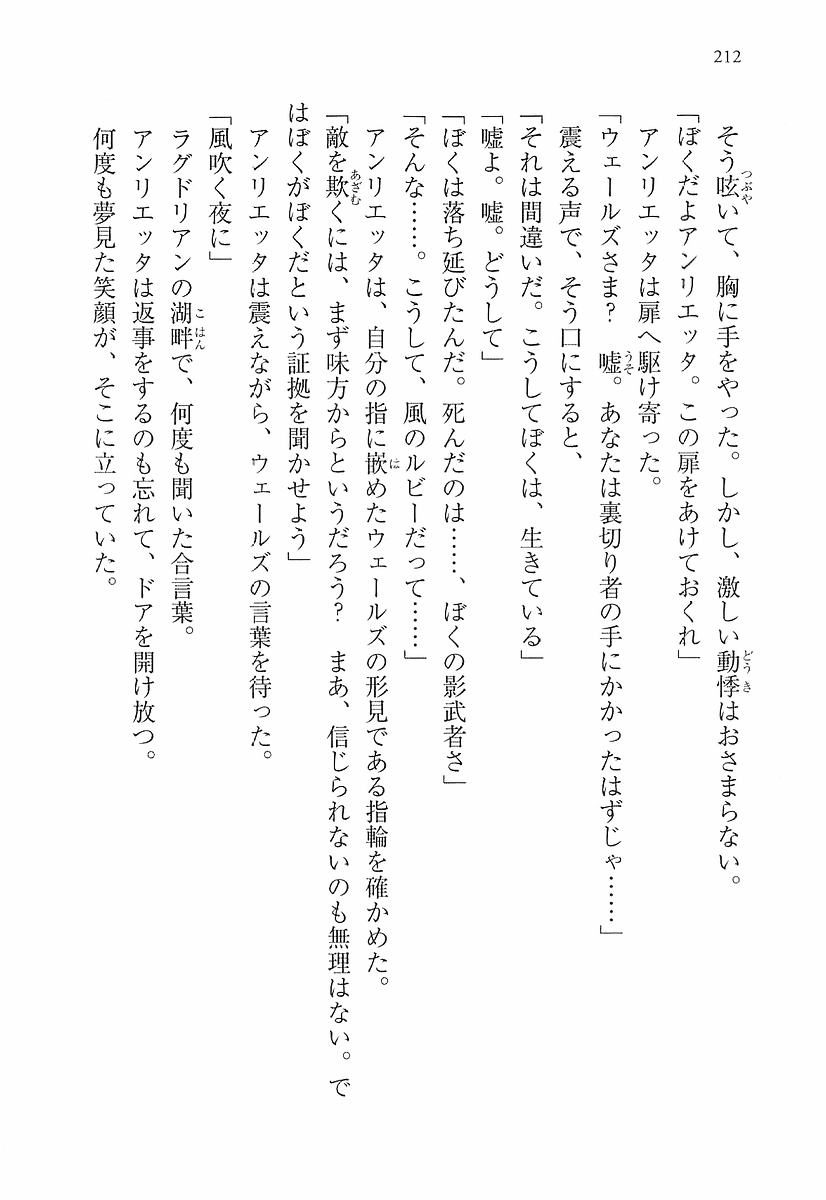 212
そう呟いて、胸に手をやった。しかし、激しい動悸はおさまらない。
「ぼくだよアンリエッタ。この扉をあけておくれ」
アンリエッタは扉へ駆け寄った。
「ウェールズさま？　嘘。あなたは裏切り者の手にかかったはずじゃ……」
震える声で、そう口にすると、
「それは間違いだ。こうしてぼくは、生きている」
「嘘よ。嘘。どうして」
「ぼくは落ち延びたんだ。死んだのは……、ぼくの影武者さ」
「そんな……。こうして、風のルビーだって……」
アンリエッタは、自分の指に嵌めたウェールズの形見である指輪を確かめた。
「敵を欺くには、まず味方からというだろう？　まあ、信じられないのも無理はない。で
はぼくがぼくだという証拠を聞かせよう」
アンリエッタは震えながら、ウェールズの言葉を待った。
「風吹く夜に」
ラグドリアンの湖畔で、何度も聞いた合言葉。
アンリエッタは返事をするのも忘れて、ドアを開け放つ。
何度も夢見た笑顔が、そこに立っていた。